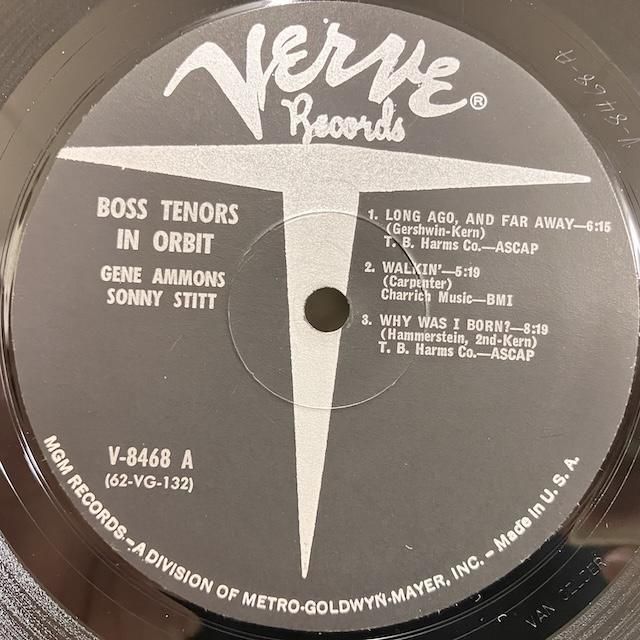 Verve®
Records
BOSS TENORS
IN ORBIT
GENE AMMONS
SONNY STITT
1. LONG AGO, AND FAR AWAY—6:15
(Gershwin-Kern)
T. B. Harms Co.—ASCAP
2. WALKIN'—5:19
(Carpenter)
Charrich Music—BMI
3. WHY WAS I BORN?—8:19
(Hammerstein, 2nd-Kern)
T. B. Harms Co.—ASCAP
V-8468 A
(62-VG-132)
MGM RECORDS—A DIVISION OF METRO-GOLDWYN-MAYER, INC. – Made in U.S.A.
V-8468-A
VAN GELDER